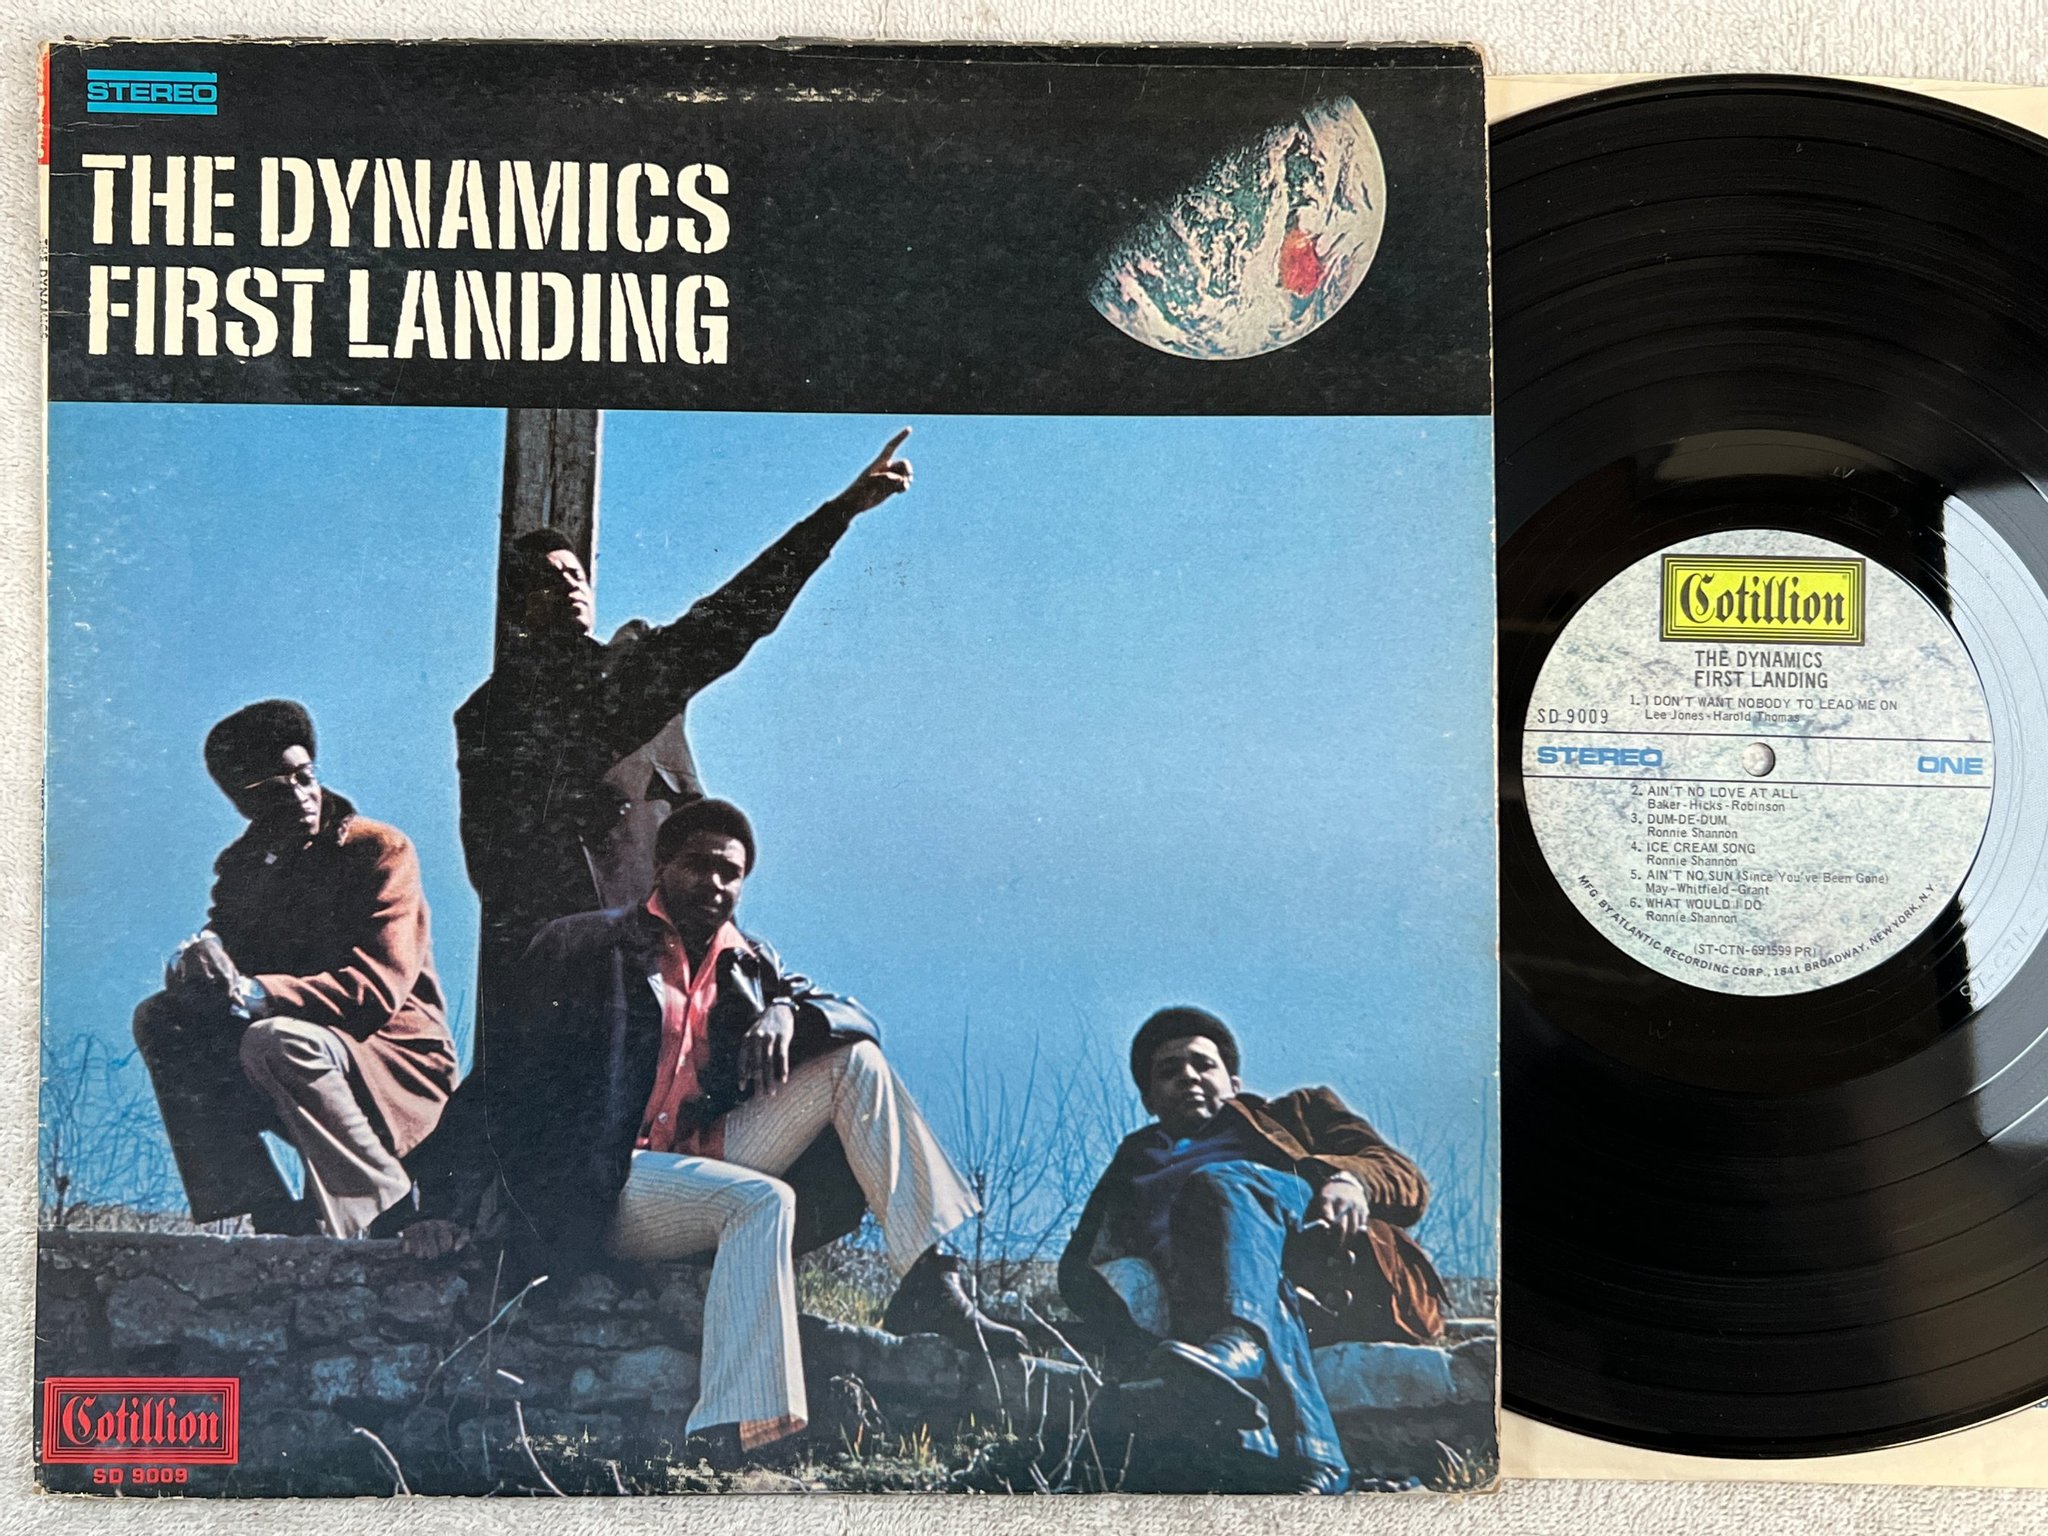 STEREO
THE DYNAMICS
FIRST LANDING
THE DYNAMICS
Cotillion
SD 9009
Cotillion
THE DYNAMICS
FIRST LANDING
1. I DON'T WANT NOBODY TO LEAD ME ON
Lee Jones - Harold Thomas
SD 9009
STEREO
ONE
2. AIN'T NO LOVE AT ALL
Baker - Hicks - Robinson
3. DUM-DE-DUM
Ronnie Shannon
4. ICE CREAM SONG
Ronnie Shannon
5. AIN'T NO SUN (Since You've Been Gone)
May - Whitfield - Grant
6. WHAT WOULD I DO
Ronnie Shannon
(ST-CTN-691599 PR)
MFG. BY ATLANTIC RECORDING CORP., 1841 BROADWAY, NEW YORK, N.Y.